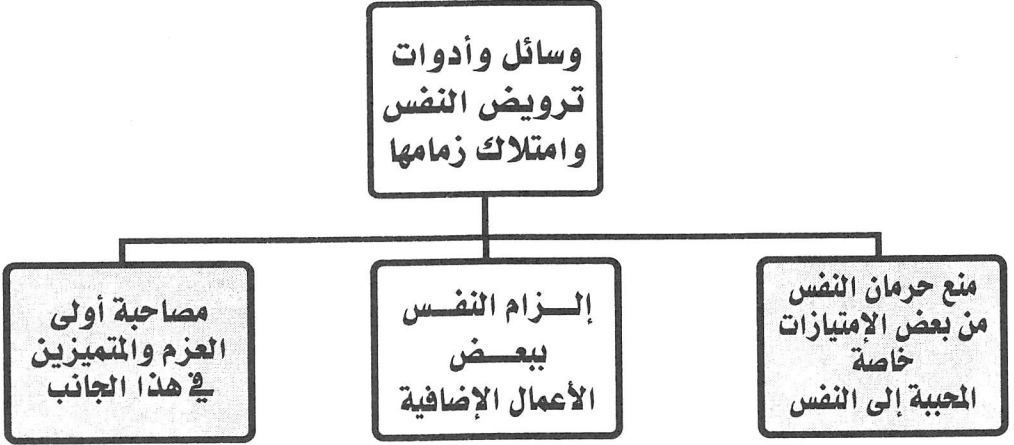 وسائل وأدوات
ترويض النفس
وامتلاك زمامها
منع حرمان النفس
من بعض الإمتيازات
خاصة
المحببة إلى النفس
إلــزام النفــس
ببعــض
الأعمال الإضافية
مصاحبة أولى
العزم والمتميزين
في هذا الجانب